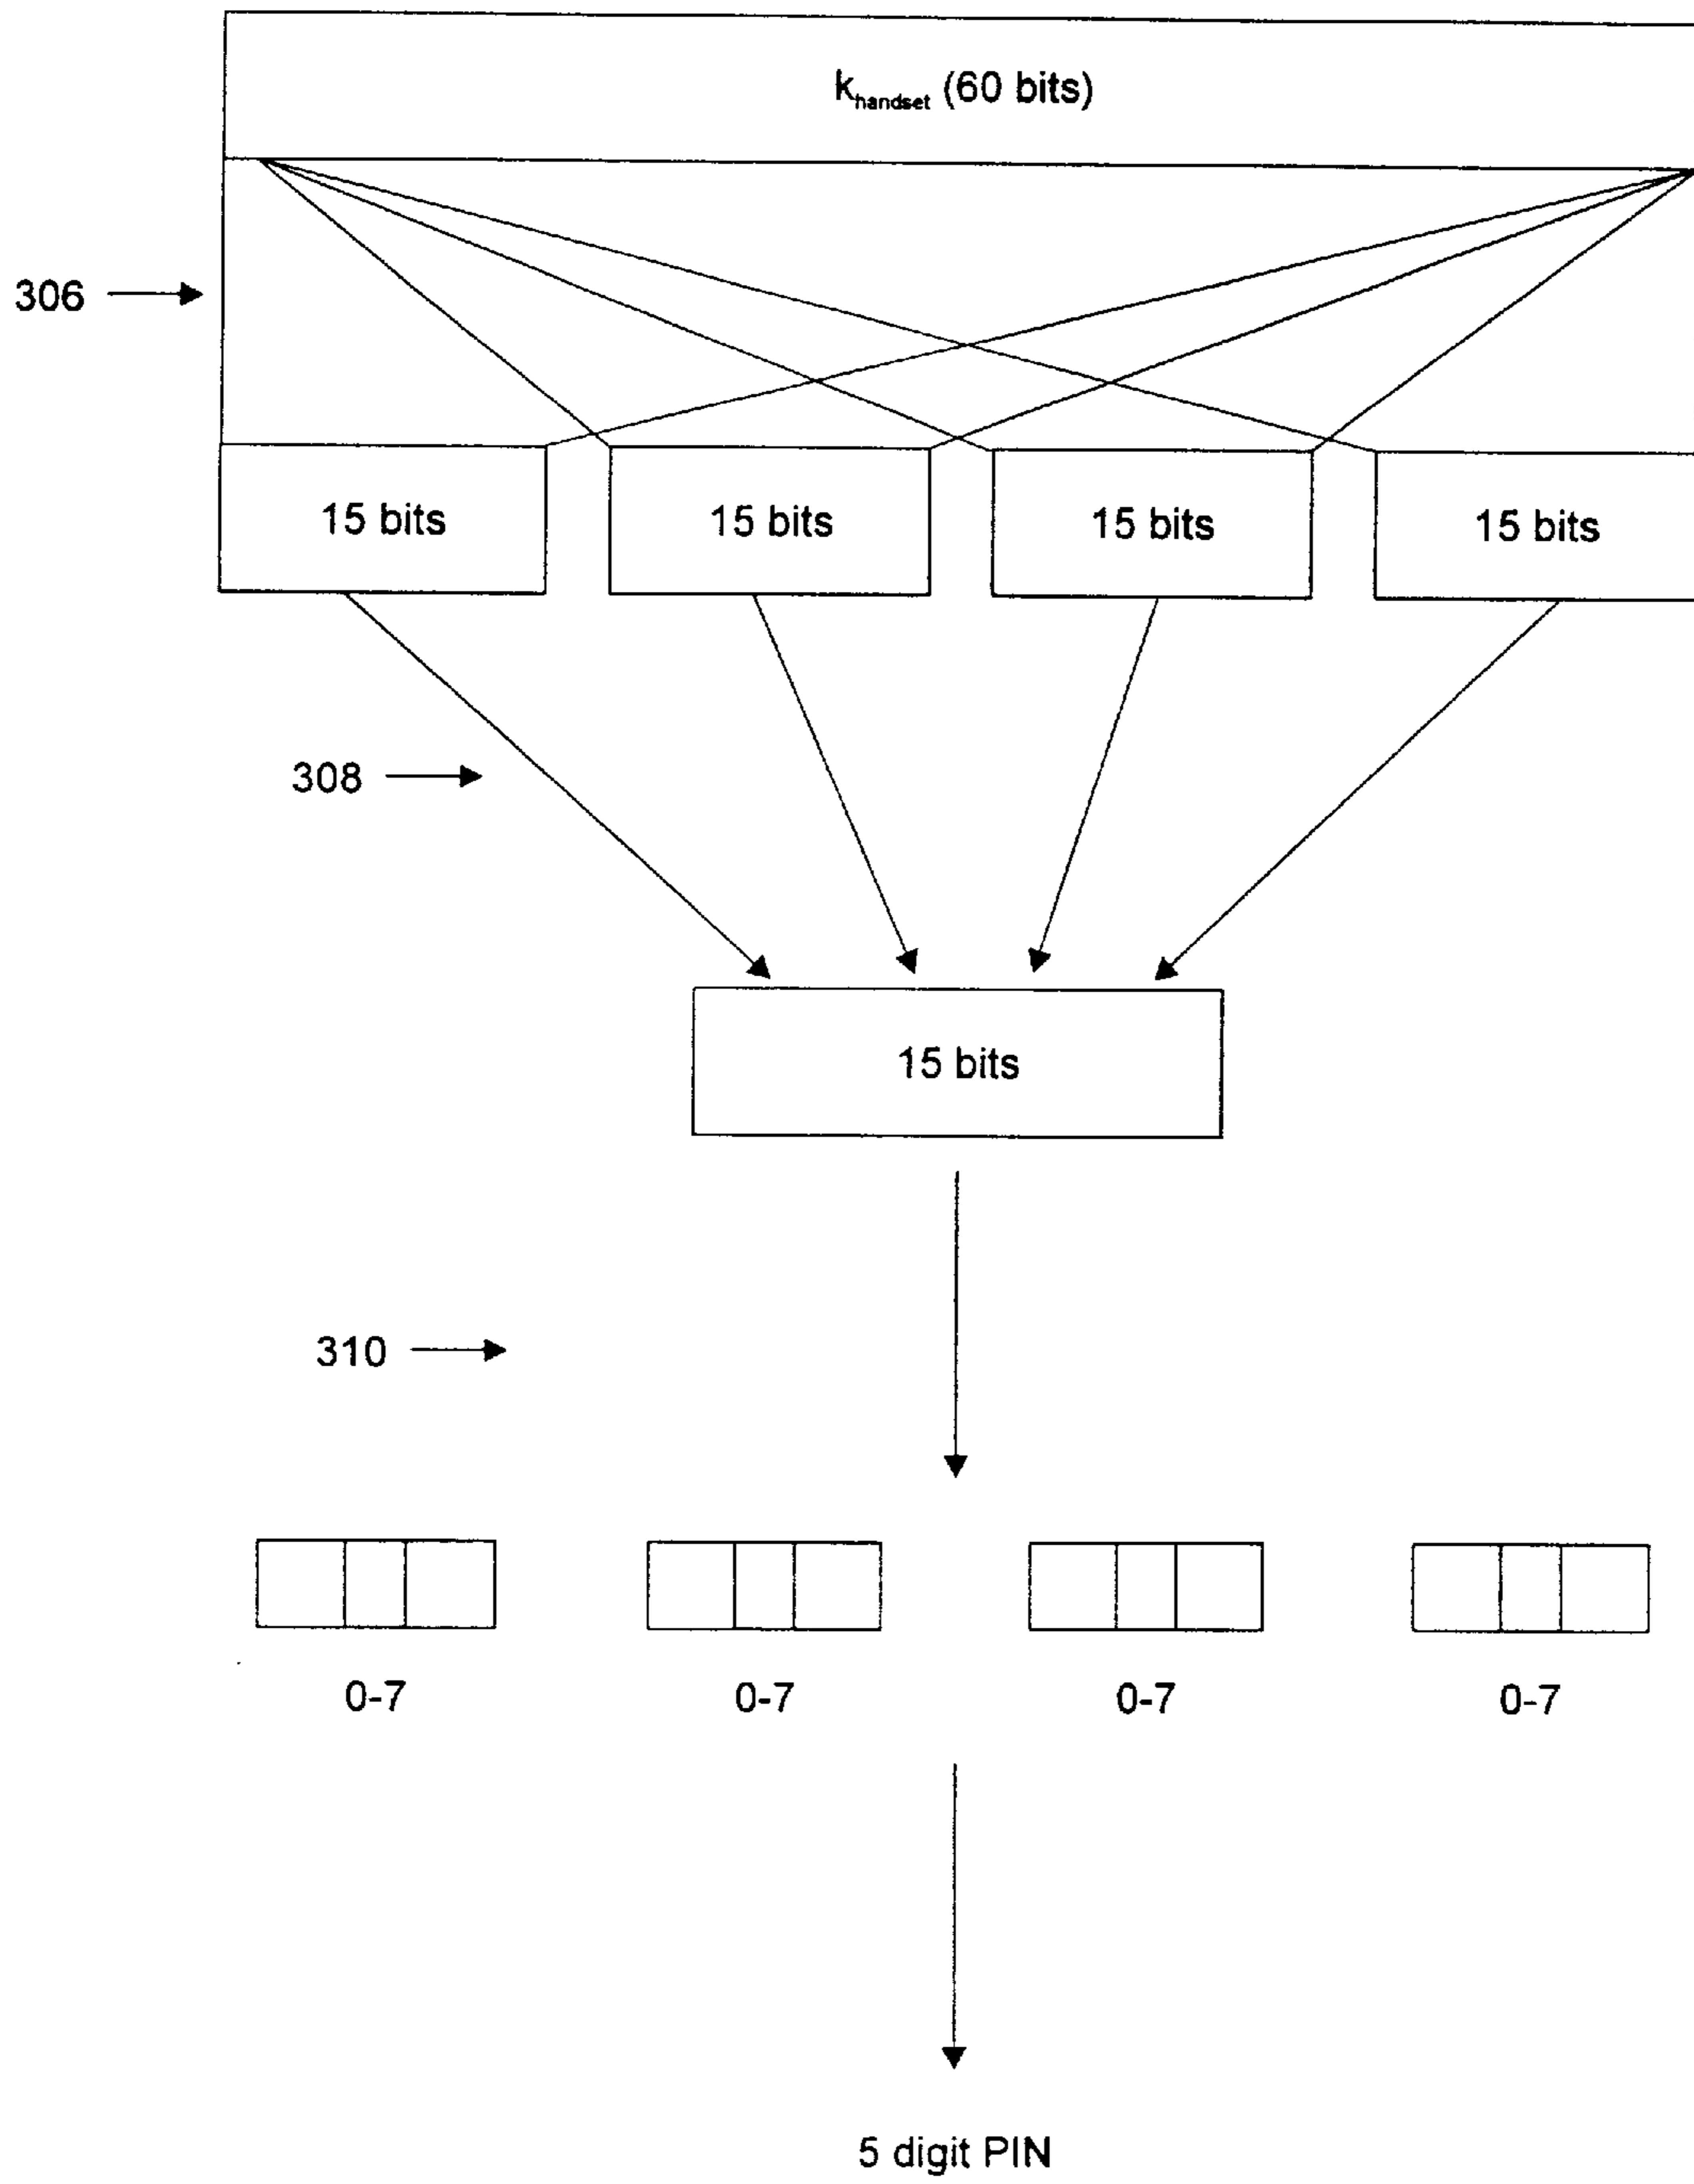 k_handset (60 bits)
306
15 bits 15 bits 15 bits 15 bits
308
15 bits
310
0-7 0-7 0-7 0-7
5 digit PIN